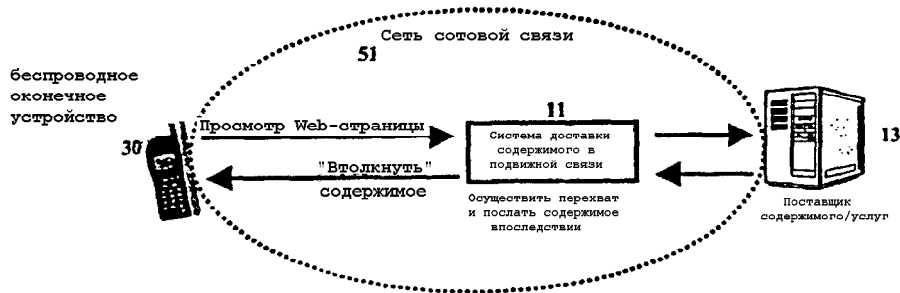 Сеть сотовой связи
51
беспроводное
оконечное
устройство
30
Просмотр Web-страницы
"Втолкнуть"
содержимое
11
Система доставки
содержимого в
подвижной связи
Осуществить перехват
и послать содержимое
впоследствии
13
Поставщик
содержимого/услуг